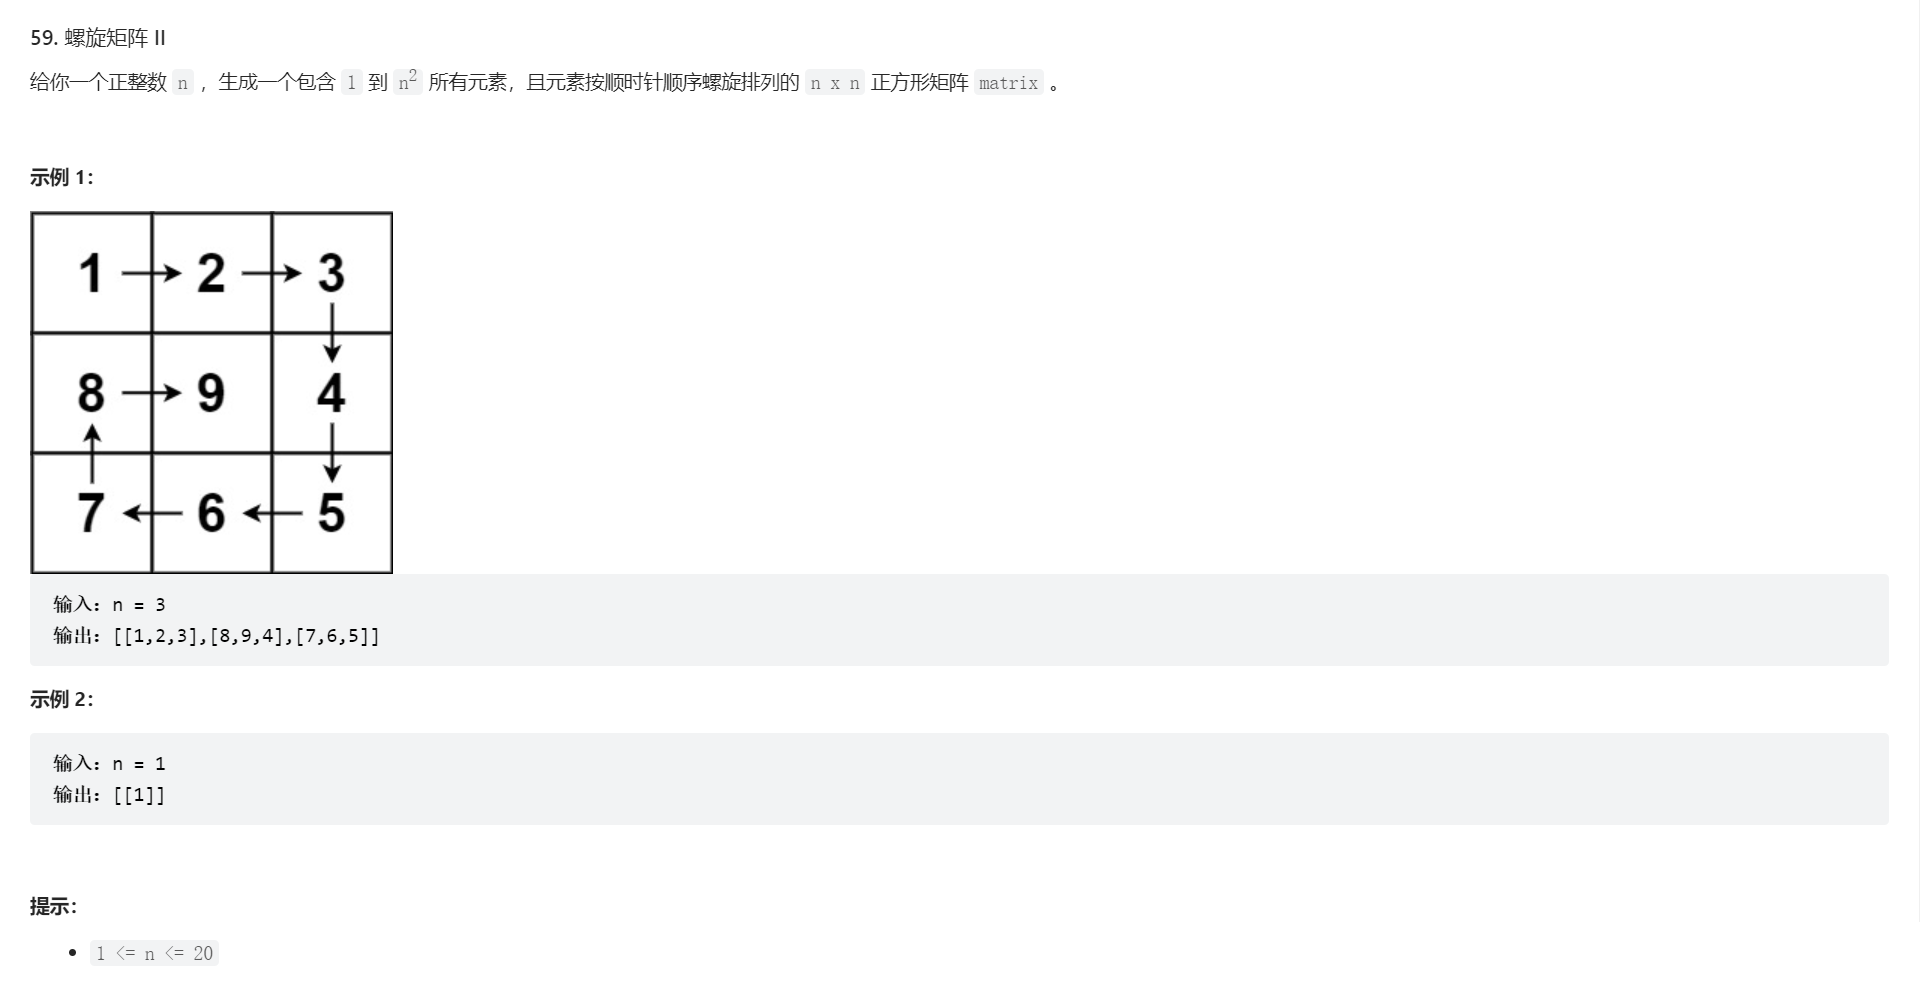 59. 螺旋矩阵 II
给你一个正整数 n ，生成一个包含 1 到 n² 所有元素，且元素按顺时针顺序螺旋排列的 n x n 正方形矩阵 matrix 。
示例 1：
1 2 3
8 9 4
7 6 5
输入：n = 3
输出：[[1,2,3],[8,9,4],[7,6,5]]
示例 2：
输入：n = 1
输出：[[1]]
提示：
• 1 <= n <= 20